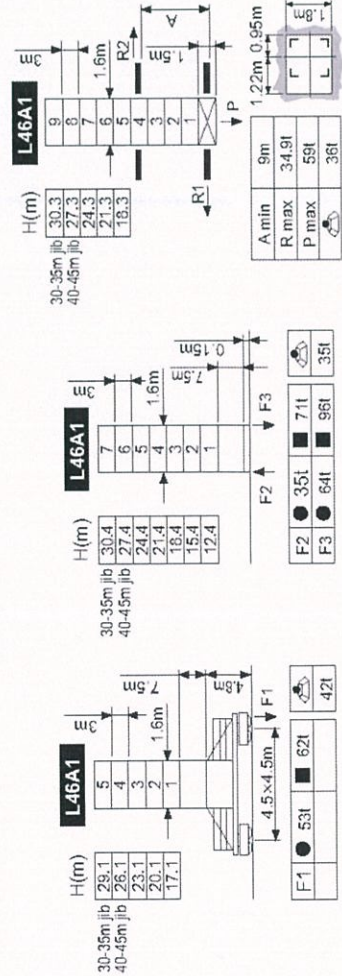 L46A1
H(m)
30-35m jib 29.1 5
40-45m jib 26.1 4
23.1 3
20.1 2
17.1 1
3m
1.6m
7.5m
4.8m
F1
4.5×4.5m
F1 ● 53t ■ 62t
42t
L46A1
H(m)
30-35m jib 30.4 7
40-45m jib 27.4 6
24.4 5
21.4 4
18.4 3
15.4 2
12.4 1
3m
1.6m
7.5m
0.15m
F2
F3
F2 ● 35t ■ 71t
F3 ● 64t ■ 96t
35t
L46A1
H(m)
30-35m jib 30.3 9
40-45m jib 27.3 8
24.3 7
21.3 6
18.3 5
4
3
2
1
3m
1.6m
R2
A
1.5m
R1
P
A min 9m
R max 34.9t
P max 59t
36t
1.22m 0.95m
1.8m